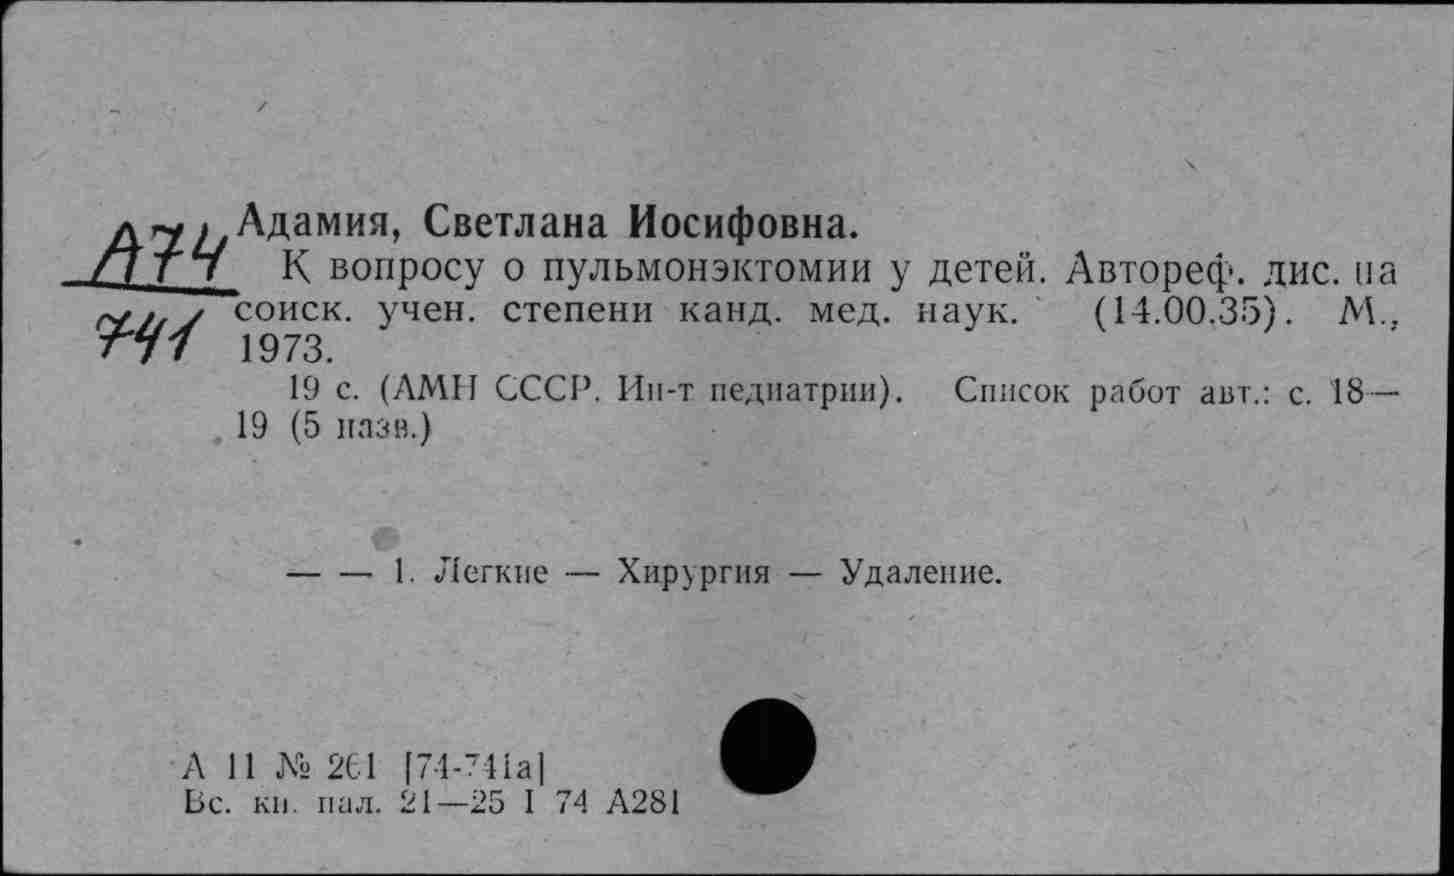 А74
741
Адамия, Светлана Иосифовна.
К вопросу о пульмонэктомии у детей. Автореф. дис. на
соиск. учен. степени канд. мед. наук. (14.00.35). М.,
1973.
19 с. (АМН СССР. Ин-т педиатрии). Список работ авт.: с. 18—
19 (5 назв.)
— — 1. Легкие — Хирургия — Удаление.
А 11 № 261 [74-741а]
Вс. кн. пал. 21—25 I 74 А281